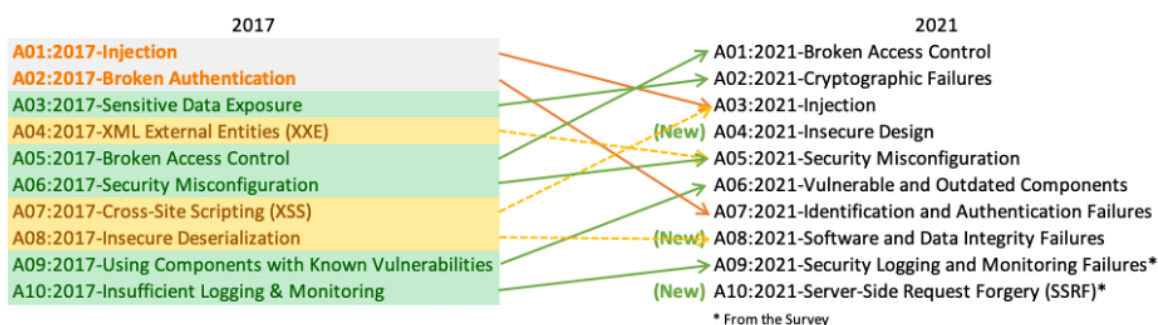 2017
2021
A01:2017-Injection
A02:2017-Broken Authentication
A03:2017-Sensitive Data Exposure
A04:2017-XML External Entities (XXE)
A05:2017-Broken Access Control
A06:2017-Security Misconfiguration
A07:2017-Cross-Site Scripting (XSS)
A08:2017-Insecure Deserialization
A09:2017-Using Components with Known Vulnerabilities
A10:2017-Insufficient Logging & Monitoring
A01:2021-Broken Access Control
A02:2021-Cryptographic Failures
A03:2021-Injection
(New) A04:2021-Insecure Design
A05:2021-Security Misconfiguration
A06:2021-Vulnerable and Outdated Components
A07:2021-Identification and Authentication Failures
(New) A08:2021-Software and Data Integrity Failures
A09:2021-Security Logging and Monitoring Failures*
(New) A10:2021-Server-Side Request Forgery (SSRF)*
* From the Survey